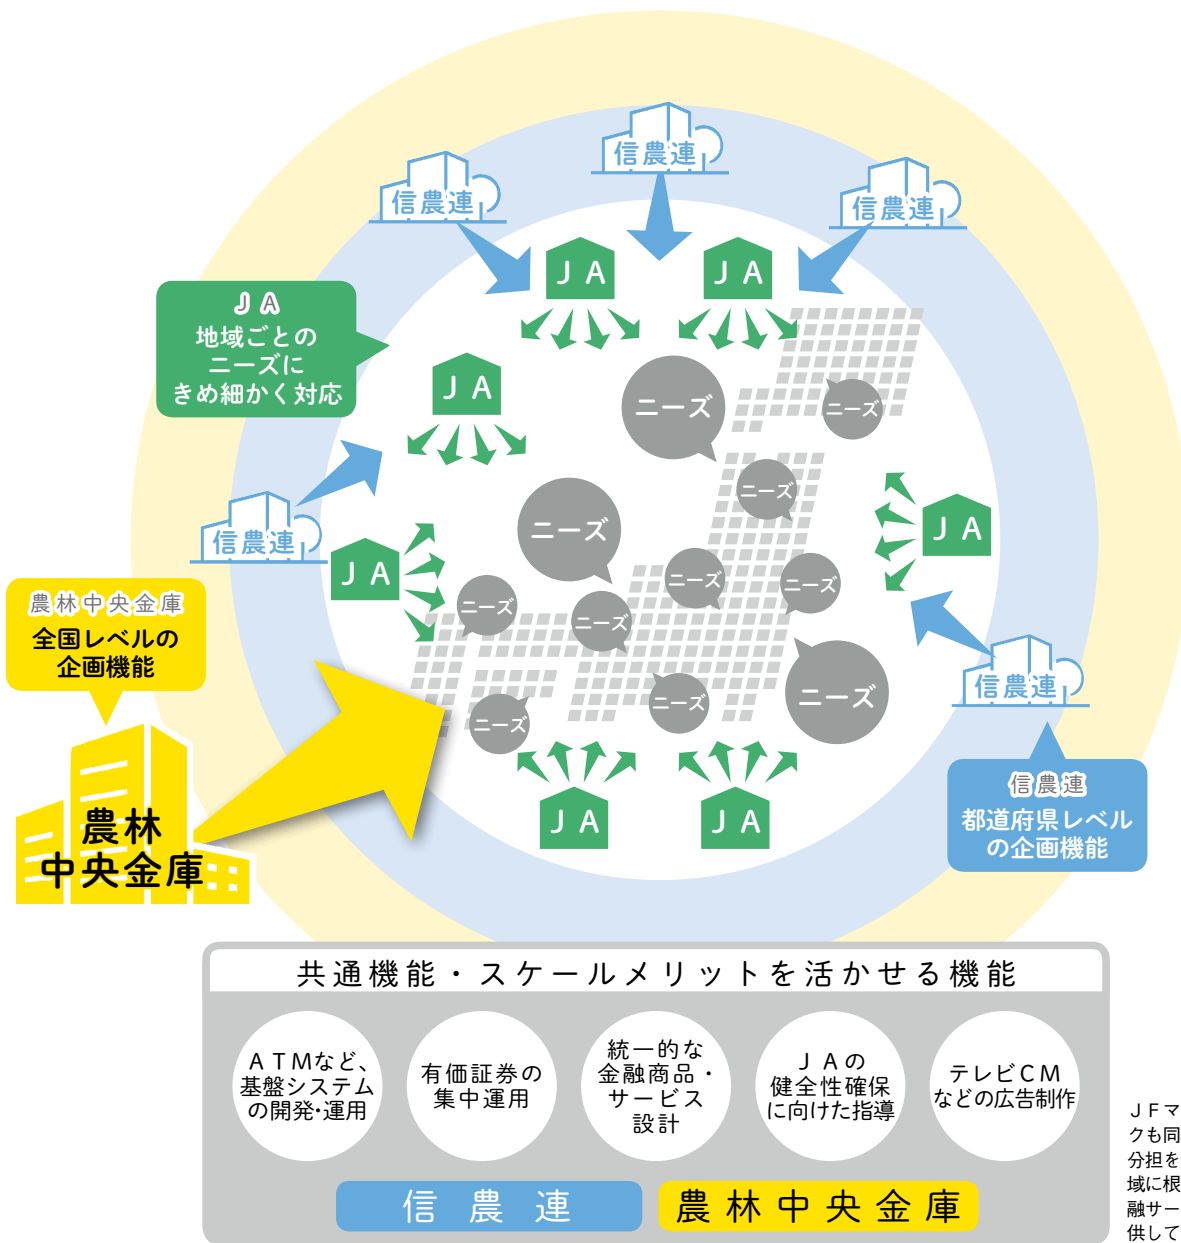 信農連
信農連
信農連
ＪＡ
ＪＡ
ＪＡ
地域ごとの
ニーズに
きめ細かく対応
ＪＡ
ニーズ
ニーズ
ニーズ
信農連
ニーズ
ＪＡ
ＪＡ
ニーズ
ニーズ
ニーズ
ニーズ
農林中央金庫
全国レベルの
企画機能
信農連
ニーズ
ニーズ
ニーズ
信農連
都道府県レベル
の企画機能
農林
中央金庫
ＪＡ
ＪＡ
共通機能・スケールメリットを活かせる機能
ＡＴＭなど、
基盤システム
の開発・運用
有価証券の
集中運用
統一的な
金融商品・
サービス
設計
ＪＡの
健全性確保
に向けた指導
テレビＣＭ
などの広告制作
信農連
農林中央金庫
ＪＦマ
クも同
分担を
域に根
融サー
供して